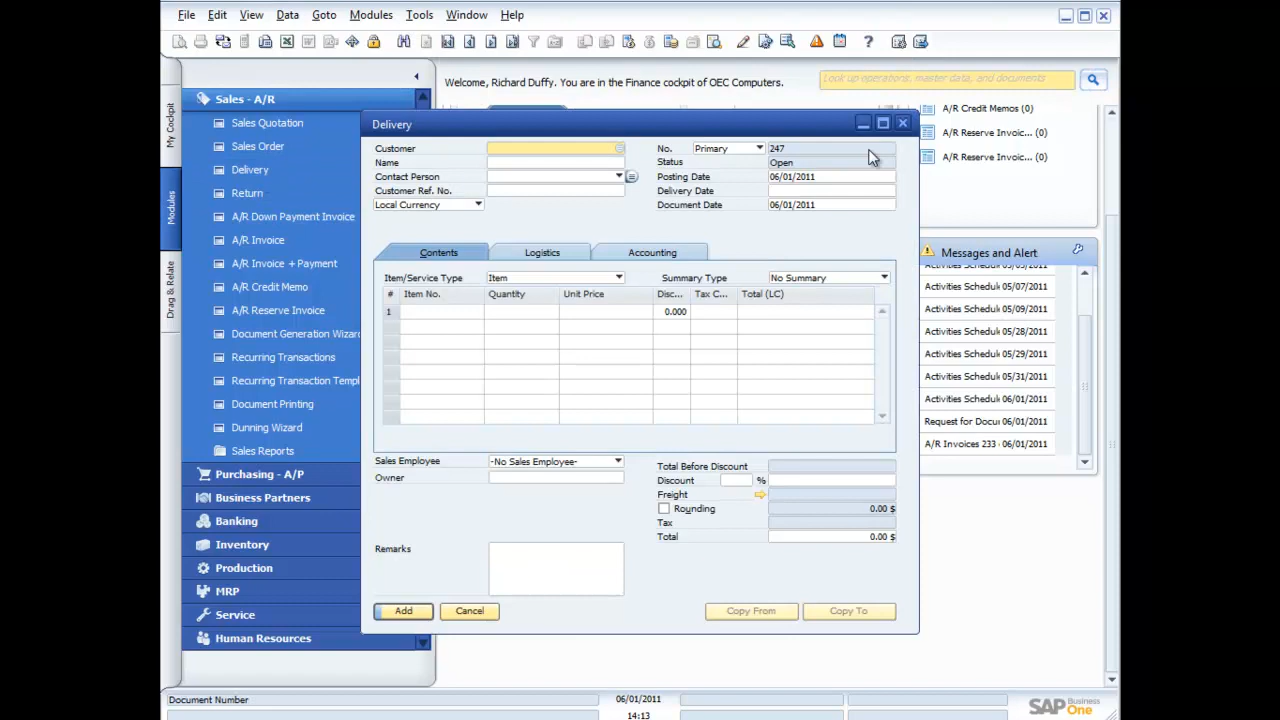 File Edit View Data Goto Modules Tools Window Help
Welcome, Richard Duffy. You are in the Finance cockpit of OEC Computers.
Look up operations, master data, and documents
My Cockpit
Modules
Drag & Relate
Sales - A/R
Sales Quotation
Sales Order
Delivery
Return
A/R Down Payment Invoice
A/R Invoice
A/R Invoice + Payment
A/R Credit Memo
A/R Reserve Invoice
Document Generation Wizard
Recurring Transactions
Recurring Transaction Templ
Document Printing
Dunning Wizard
Sales Reports
Purchasing - A/P
Business Partners
Banking
Inventory
Production
MRP
Service
Human Resources
Delivery
Customer
Name
Contact Person
Customer Ref. No.
Local Currency
No. Primary 247
Status Open
Posting Date 06/01/2011
Delivery Date
Document Date 06/01/2011
Contents Logistics Accounting
Item/Service Type Item Summary Type No Summary
# Item No. Quantity Unit Price Disc... Tax C... Total (LC)
1 0.000
Sales Employee -No Sales Employee-
Owner
Remarks
Total Before Discount
Discount %
Freight
Rounding 0.00 $
Tax
Total 0.00 $
Add Cancel Copy From Copy To
A/R Credit Memos (0)
A/R Reserve Invoic... (0)
A/R Reserve Invoic... (0)
Messages and Alert
Activities Schedul 05/07/2011
Activities Schedul 05/09/2011
Activities Schedul 05/28/2011
Activities Schedul 05/29/2011
Activities Schedul 05/31/2011
Activities Schedul 06/01/2011
Request for Docu 06/01/2011
A/R Invoices 233 06/01/2011
Document Number 06/01/2011
14:13
SAP Business One